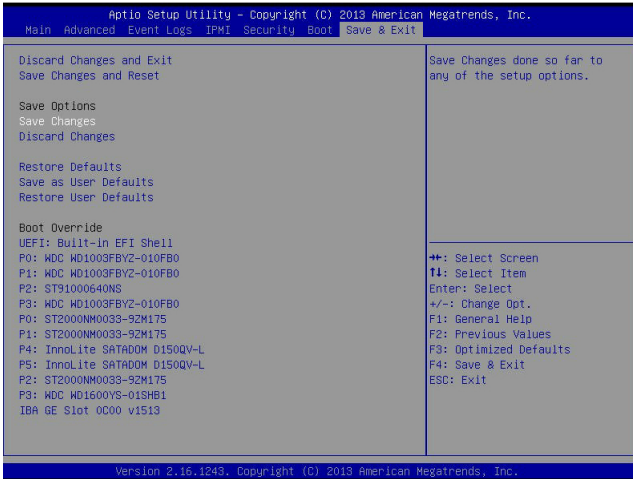 Aptio Setup Utility – Copyright (C) 2013 American Megatrends, Inc.
Main Advanced Event Logs IPMI Security Boot Save & Exit
Discard Changes and Exit
Save Changes and Reset
Save Options
Save Changes
Discard Changes
Restore Defaults
Save as User Defaults
Restore User Defaults
Boot Override
UEFI: Built-in EFI Shell
P0: WDC WD1003FBYZ-010FB0
P1: WDC WD1003FBYZ-010FB0
P2: ST91000640NS
P3: WDC WD1003FBYZ-010FB0
P0: ST2000NM0033-9ZM175
P1: ST2000NM0033-9ZM175
P4: InnoLite SATADOM D150QV-L
P5: InnoLite SATADOM D150QV-L
P2: ST2000NM0033-9ZM175
P3: WDC WD1600YS-01SHB1
IBA GE Slot 0C00 v1513
Save Changes done so far to
any of the setup options.
→←: Select Screen
↑↓: Select Item
Enter: Select
+/-: Change Opt.
F1: General Help
F2: Previous Values
F3: Optimized Defaults
F4: Save & Exit
ESC: Exit
Version 2.16.1243. Copyright (C) 2013 American Megatrends, Inc.